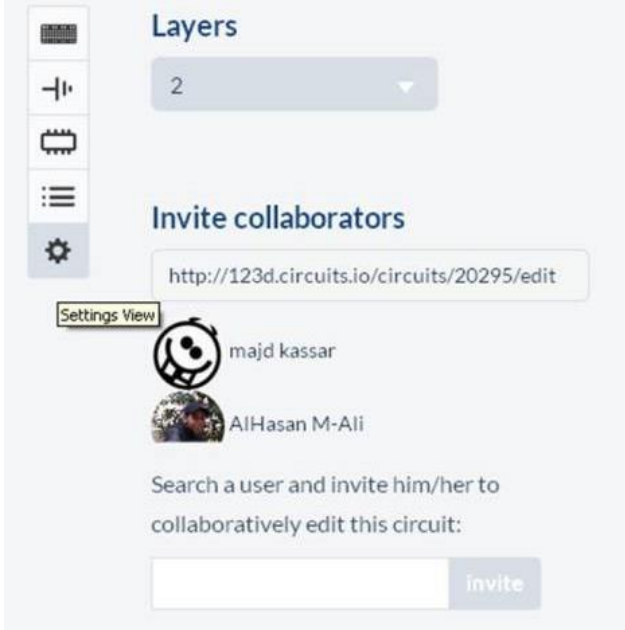 Layers
2
Invite collaborators
http://123d.circuits.io/circuits/20295/edit
Settings View
majd kassar
AlHasan M-Ali
Search a user and invite him/her to
collaboratively edit this circuit:
invite